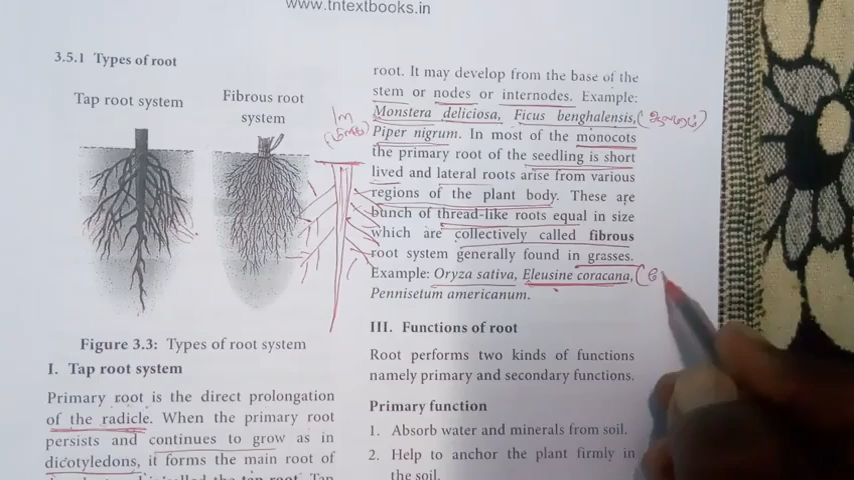 www.tntextbooks.in
3.5.1 Types of root
Tap root system
Fibrous root
system
Figure 3.3: Types of root system
I. Tap root system
Primary root is the direct prolongation
of the radicle. When the primary root
persists and continues to grow as in
dicotyledons, it forms the main root of
root. It may develop from the base of the
stem or nodes or internodes. Example:
Monstera deliciosa, Ficus benghalensis, (ஆலமரம்)
Piper nigrum. In most of the monocots
the primary root of the seedling is short
lived and lateral roots arise from various
regions of the plant body. These are
bunch of thread-like roots equal in size
which are collectively called fibrous
root system generally found in grasses.
Example: Oryza sativa, Eleusine coracana,
Pennisetum americanum.
III. Functions of root
Root performs two kinds of functions
namely primary and secondary functions.
Primary function
1. Absorb water and minerals from soil.
2. Help to anchor the plant firmly in
the soil.